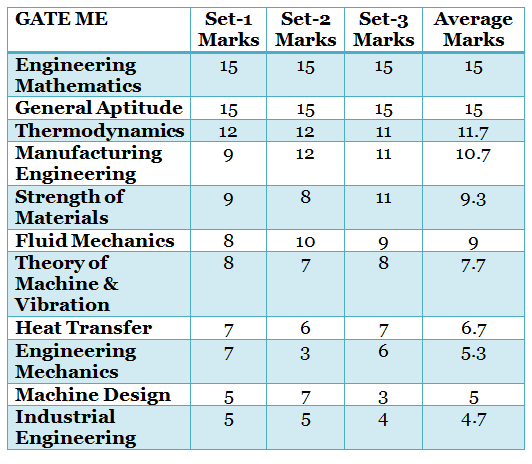 GATE ME Set-1 Marks Set-2 Marks Set-3 Marks Average Marks
Engineering Mathematics 15 15 15 15
General Aptitude 15 15 15 15
Thermodynamics 12 12 11 11.7
Manufacturing Engineering 9 12 11 10.7
Strength of Materials 9 8 11 9.3
Fluid Mechanics 8 10 9 9
Theory of Machine & Vibration 8 7 8 7.7
Heat Transfer 7 6 7 6.7
Engineering Mechanics 7 3 6 5.3
Machine Design 5 7 3 5
Industrial Engineering 5 5 4 4.7